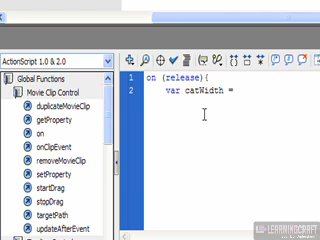 ActionScript 1.0 & 2.0
Global Functions
Movie Clip Control
duplicateMovieClip
getProperty
on
onClipEvent
removeMovieClip
setProperty
startDrag
stopDrag
targetPath
updateAfterEvent
1 on (release){
2 var catWidth =
LEARNINGCRAFT